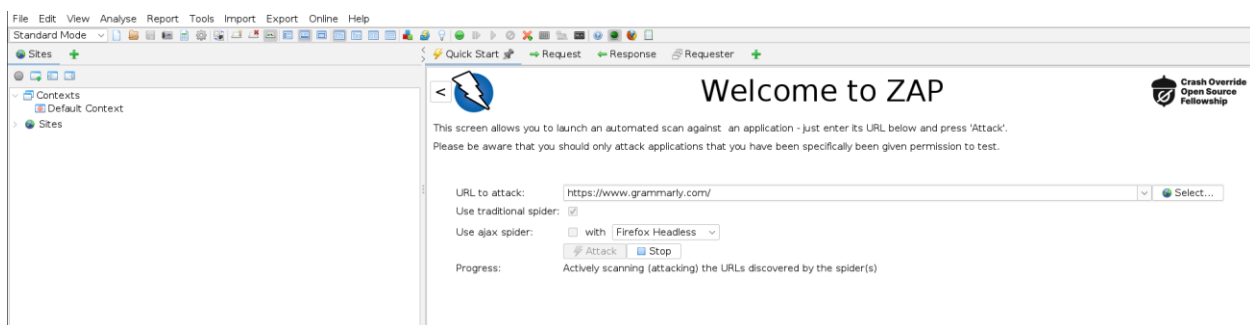 File Edit View Analyse Report Tools Import Export Online Help
Standard Mode
Sites
Quick Start Request Response Requester
Contexts
Default Context
Sites
<
Welcome to ZAP
Crash Override
Open Source
Fellowship
This screen allows you to launch an automated scan against an application - just enter its URL below and press 'Attack'.
Please be aware that you should only attack applications that you have been specifically been given permission to test.
URL to attack: https://www.grammarly.com/ Select...
Use traditional spider:
Use ajax spider: with Firefox Headless
Attack Stop
Progress: Actively scanning (attacking) the URLs discovered by the spider(s)